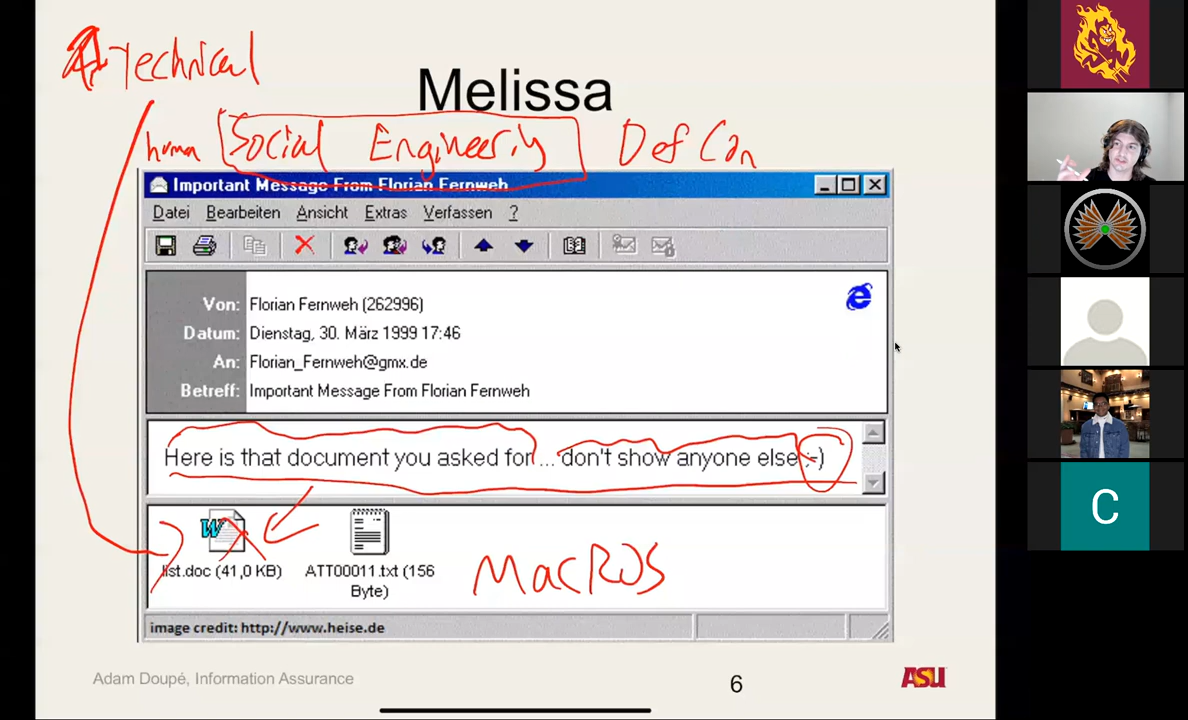 Technical
Melissa
human Social Engineering DefCon
Important Message From Florian Fernweh
Datei Bearbeiten Ansicht Extras Verfassen ?
Von: Florian Fernweh (262996)
Datum: Dienstag, 30. März 1999 17:46
An: Florian_Fernweh@gmx.de
Betreff: Important Message From Florian Fernweh
Here is that document you asked for ... don't show anyone else ;-)
W
list.doc (41,0 KB) ATT00011.txt (156
Byte)
MacROS
image credit: http://www.heise.de
Adam Doupé, Information Assurance
6
ASU
C